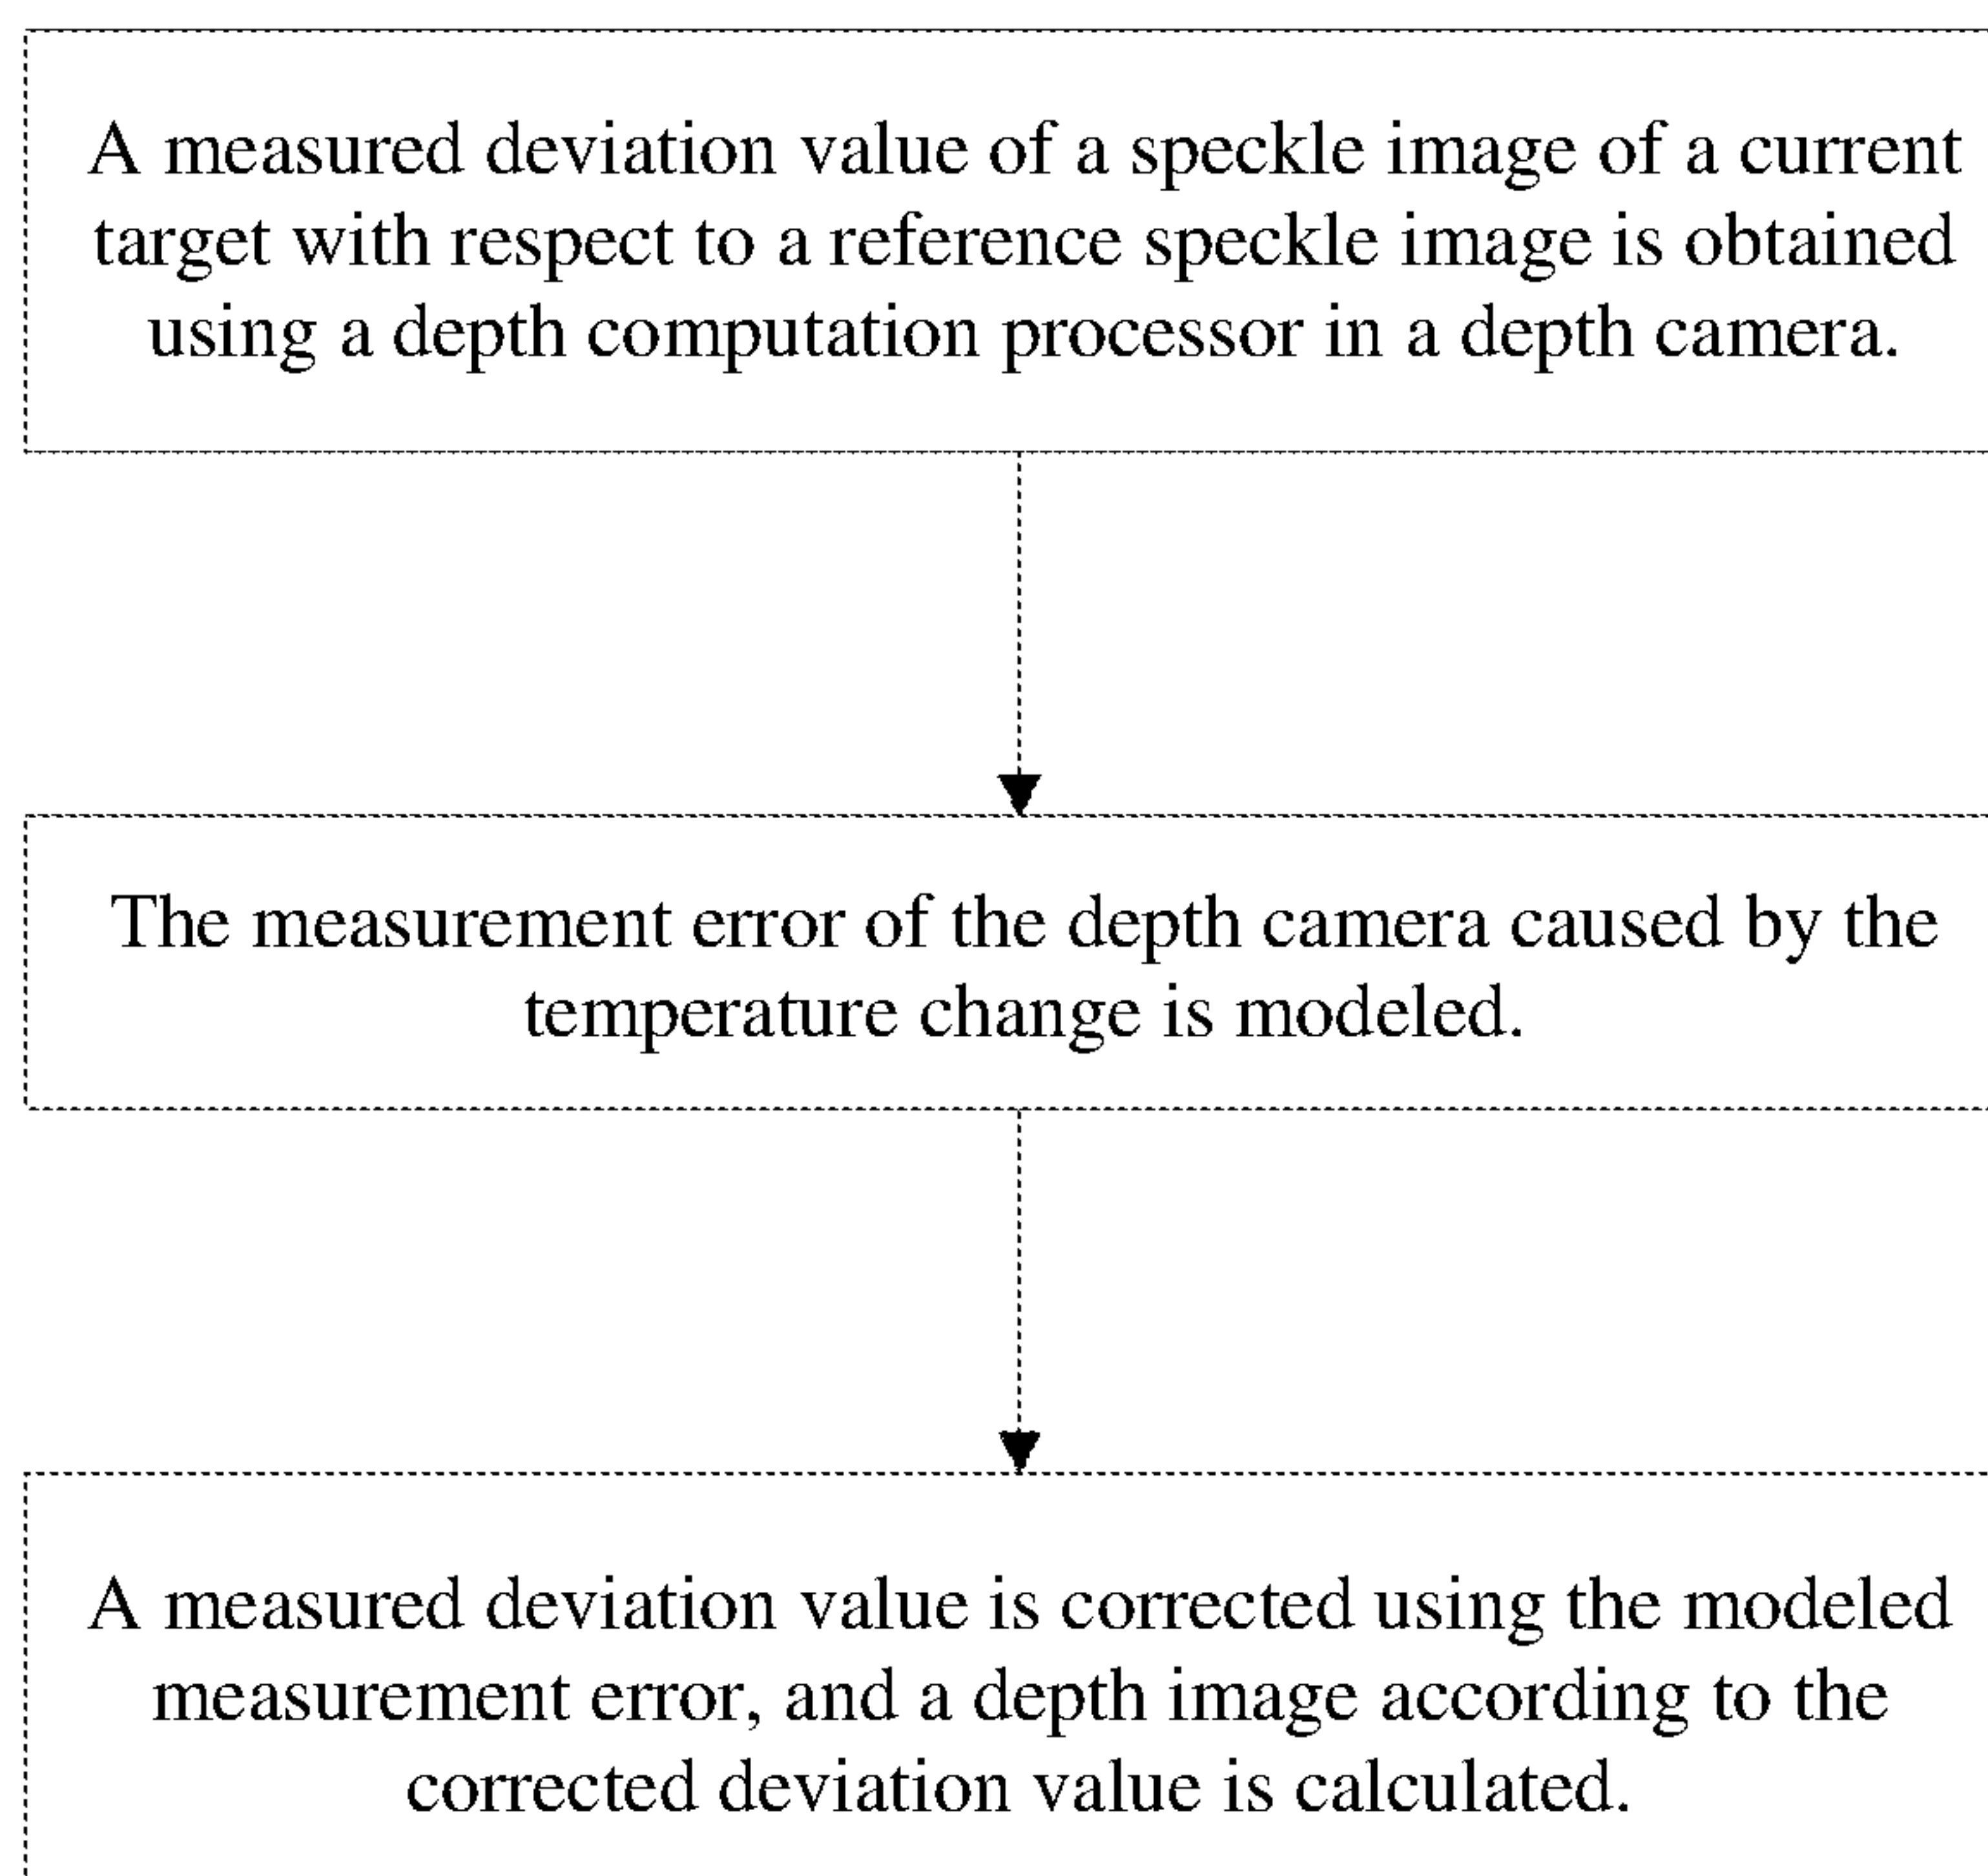 A measured deviation value of a speckle image of a current
target with respect to a reference speckle image is obtained
using a depth computation processor in a depth camera.
The measurement error of the depth camera caused by the
temperature change is modeled.
A measured deviation value is corrected using the modeled
measurement error, and a depth image according to the
corrected deviation value is calculated.